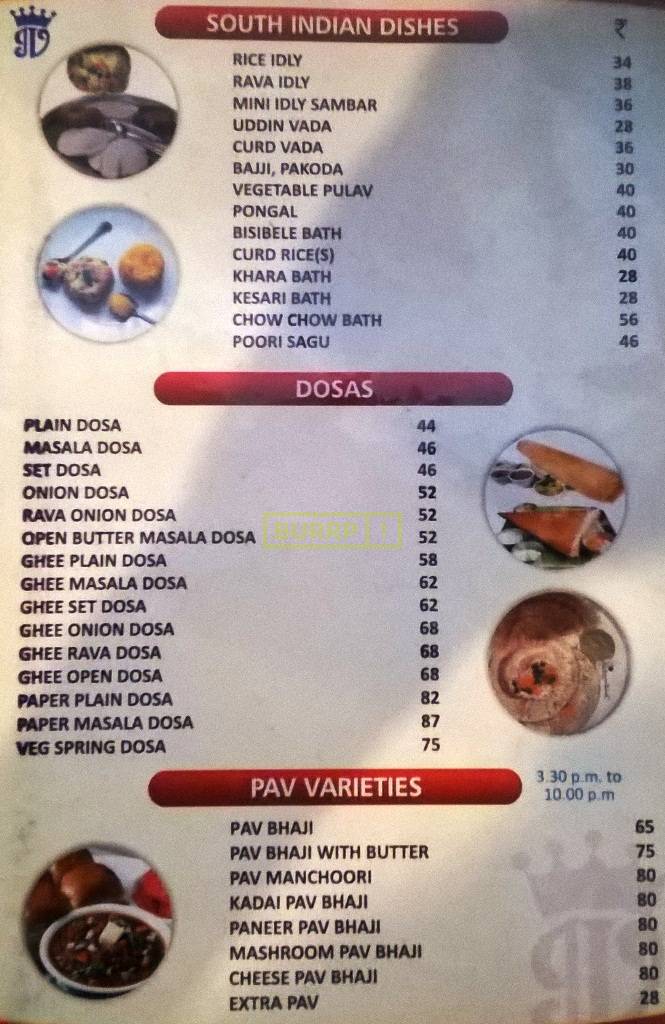 SOUTH INDIAN DISHES ₹
RICE IDLY 34
RAVA IDLY 38
MINI IDLY SAMBAR 36
UDDIN VADA 28
CURD VADA 36
BAJJI, PAKODA 30
VEGETABLE PULAV 40
PONGAL 40
BISIBELE BATH 40
CURD RICE(S) 40
KHARA BATH 28
KESARI BATH 28
CHOW CHOW BATH 56
POORI SAGU 46
DOSAS
PLAIN DOSA 44
MASALA DOSA 46
SET DOSA 46
ONION DOSA 52
RAVA ONION DOSA 52
OPEN BUTTER MASALA DOSA 52
BURRP!
GHEE PLAIN DOSA 58
GHEE MASALA DOSA 62
GHEE SET DOSA 62
GHEE ONION DOSA 68
GHEE RAVA DOSA 68
GHEE OPEN DOSA 68
PAPER PLAIN DOSA 82
PAPER MASALA DOSA 87
VEG SPRING DOSA 75
PAV VARIETIES
3.30 p.m. to
10.00 p.m
PAV BHAJI 65
PAV BHAJI WITH BUTTER 75
PAV MANCHOORI 80
KADAI PAV BHAJI 80
PANEER PAV BHAJI 80
MASHROOM PAV BHAJI 80
CHEESE PAV BHAJI 80
EXTRA PAV 28